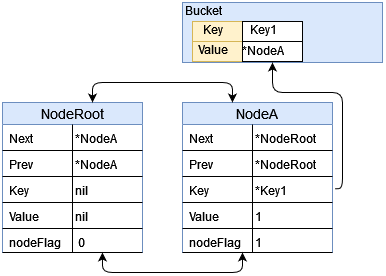 Bucket
Key Key1
Value *NodeA
NodeRoot
Next *NodeA
Prev *NodeA
Key nil
Value nil
nodeFlag 0
NodeA
Next *NodeRoot
Prev *NodeRoot
Key *Key1
Value 1
nodeFlag 1